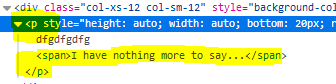 <div class="col-xs-12 col-sm-12" style="background-col
<p style="height: auto; width: auto; bottom: 20px; r
dfgdfgdfg
<span>I have nothing more to say...</span>
</p>